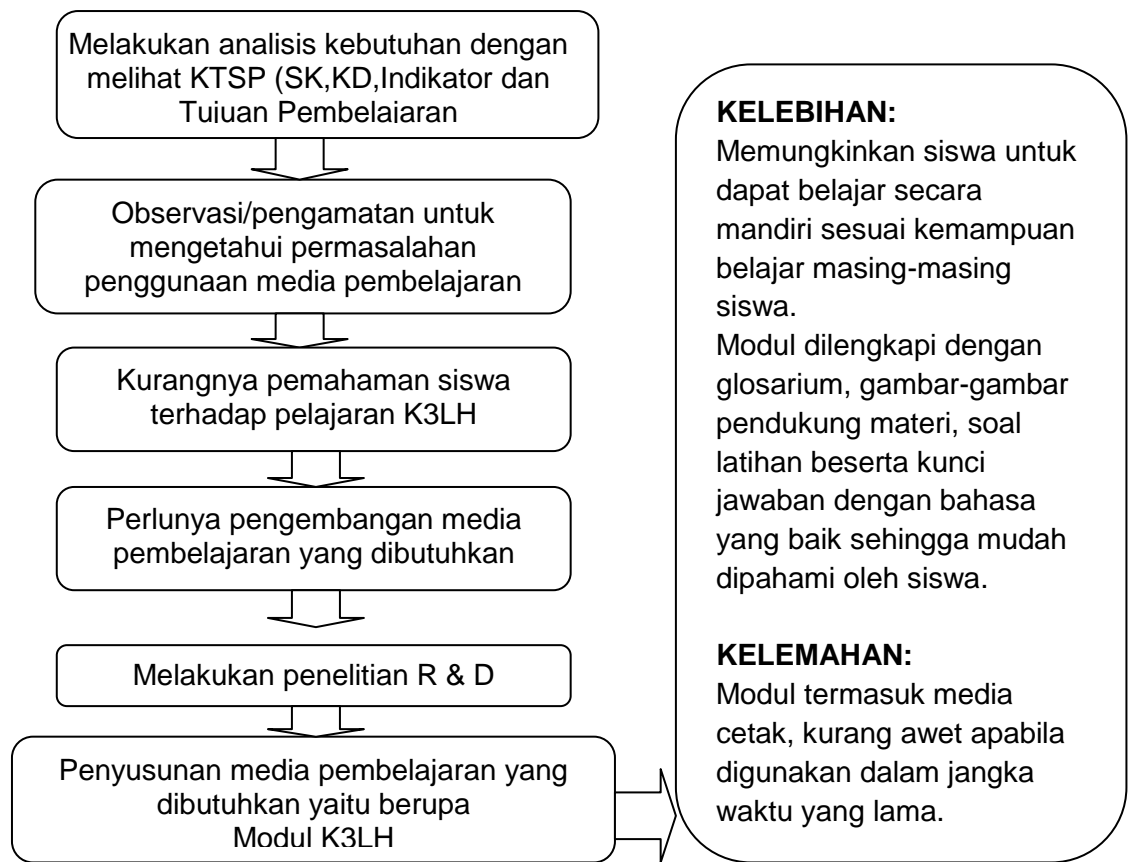 Melakukan analisis kebutuhan dengan
melihat KTSP (SK,KD,Indikator dan
Tujuan Pembelajaran
Observasi/pengamatan untuk
mengetahui permasalahan
penggunaan media pembelajaran
Kurangnya pemahaman siswa
terhadap pelajaran K3LH
Perlunya pengembangan media
pembelajaran yang dibutuhkan
Melakukan penelitian R & D
Penyusunan media pembelajaran yang
dibutuhkan yaitu berupa
Modul K3LH
KELEBIHAN:
Memungkinkan siswa untuk
dapat belajar secara
mandiri sesuai kemampuan
belajar masing-masing
siswa.
Modul dilengkapi dengan
glosarium, gambar-gambar
pendukung materi, soal
latihan beserta kunci
jawaban dengan bahasa
yang baik sehingga mudah
dipahami oleh siswa.
KELEMAHAN:
Modul termasuk media
cetak, kurang awet apabila
digunakan dalam jangka
waktu yang lama.